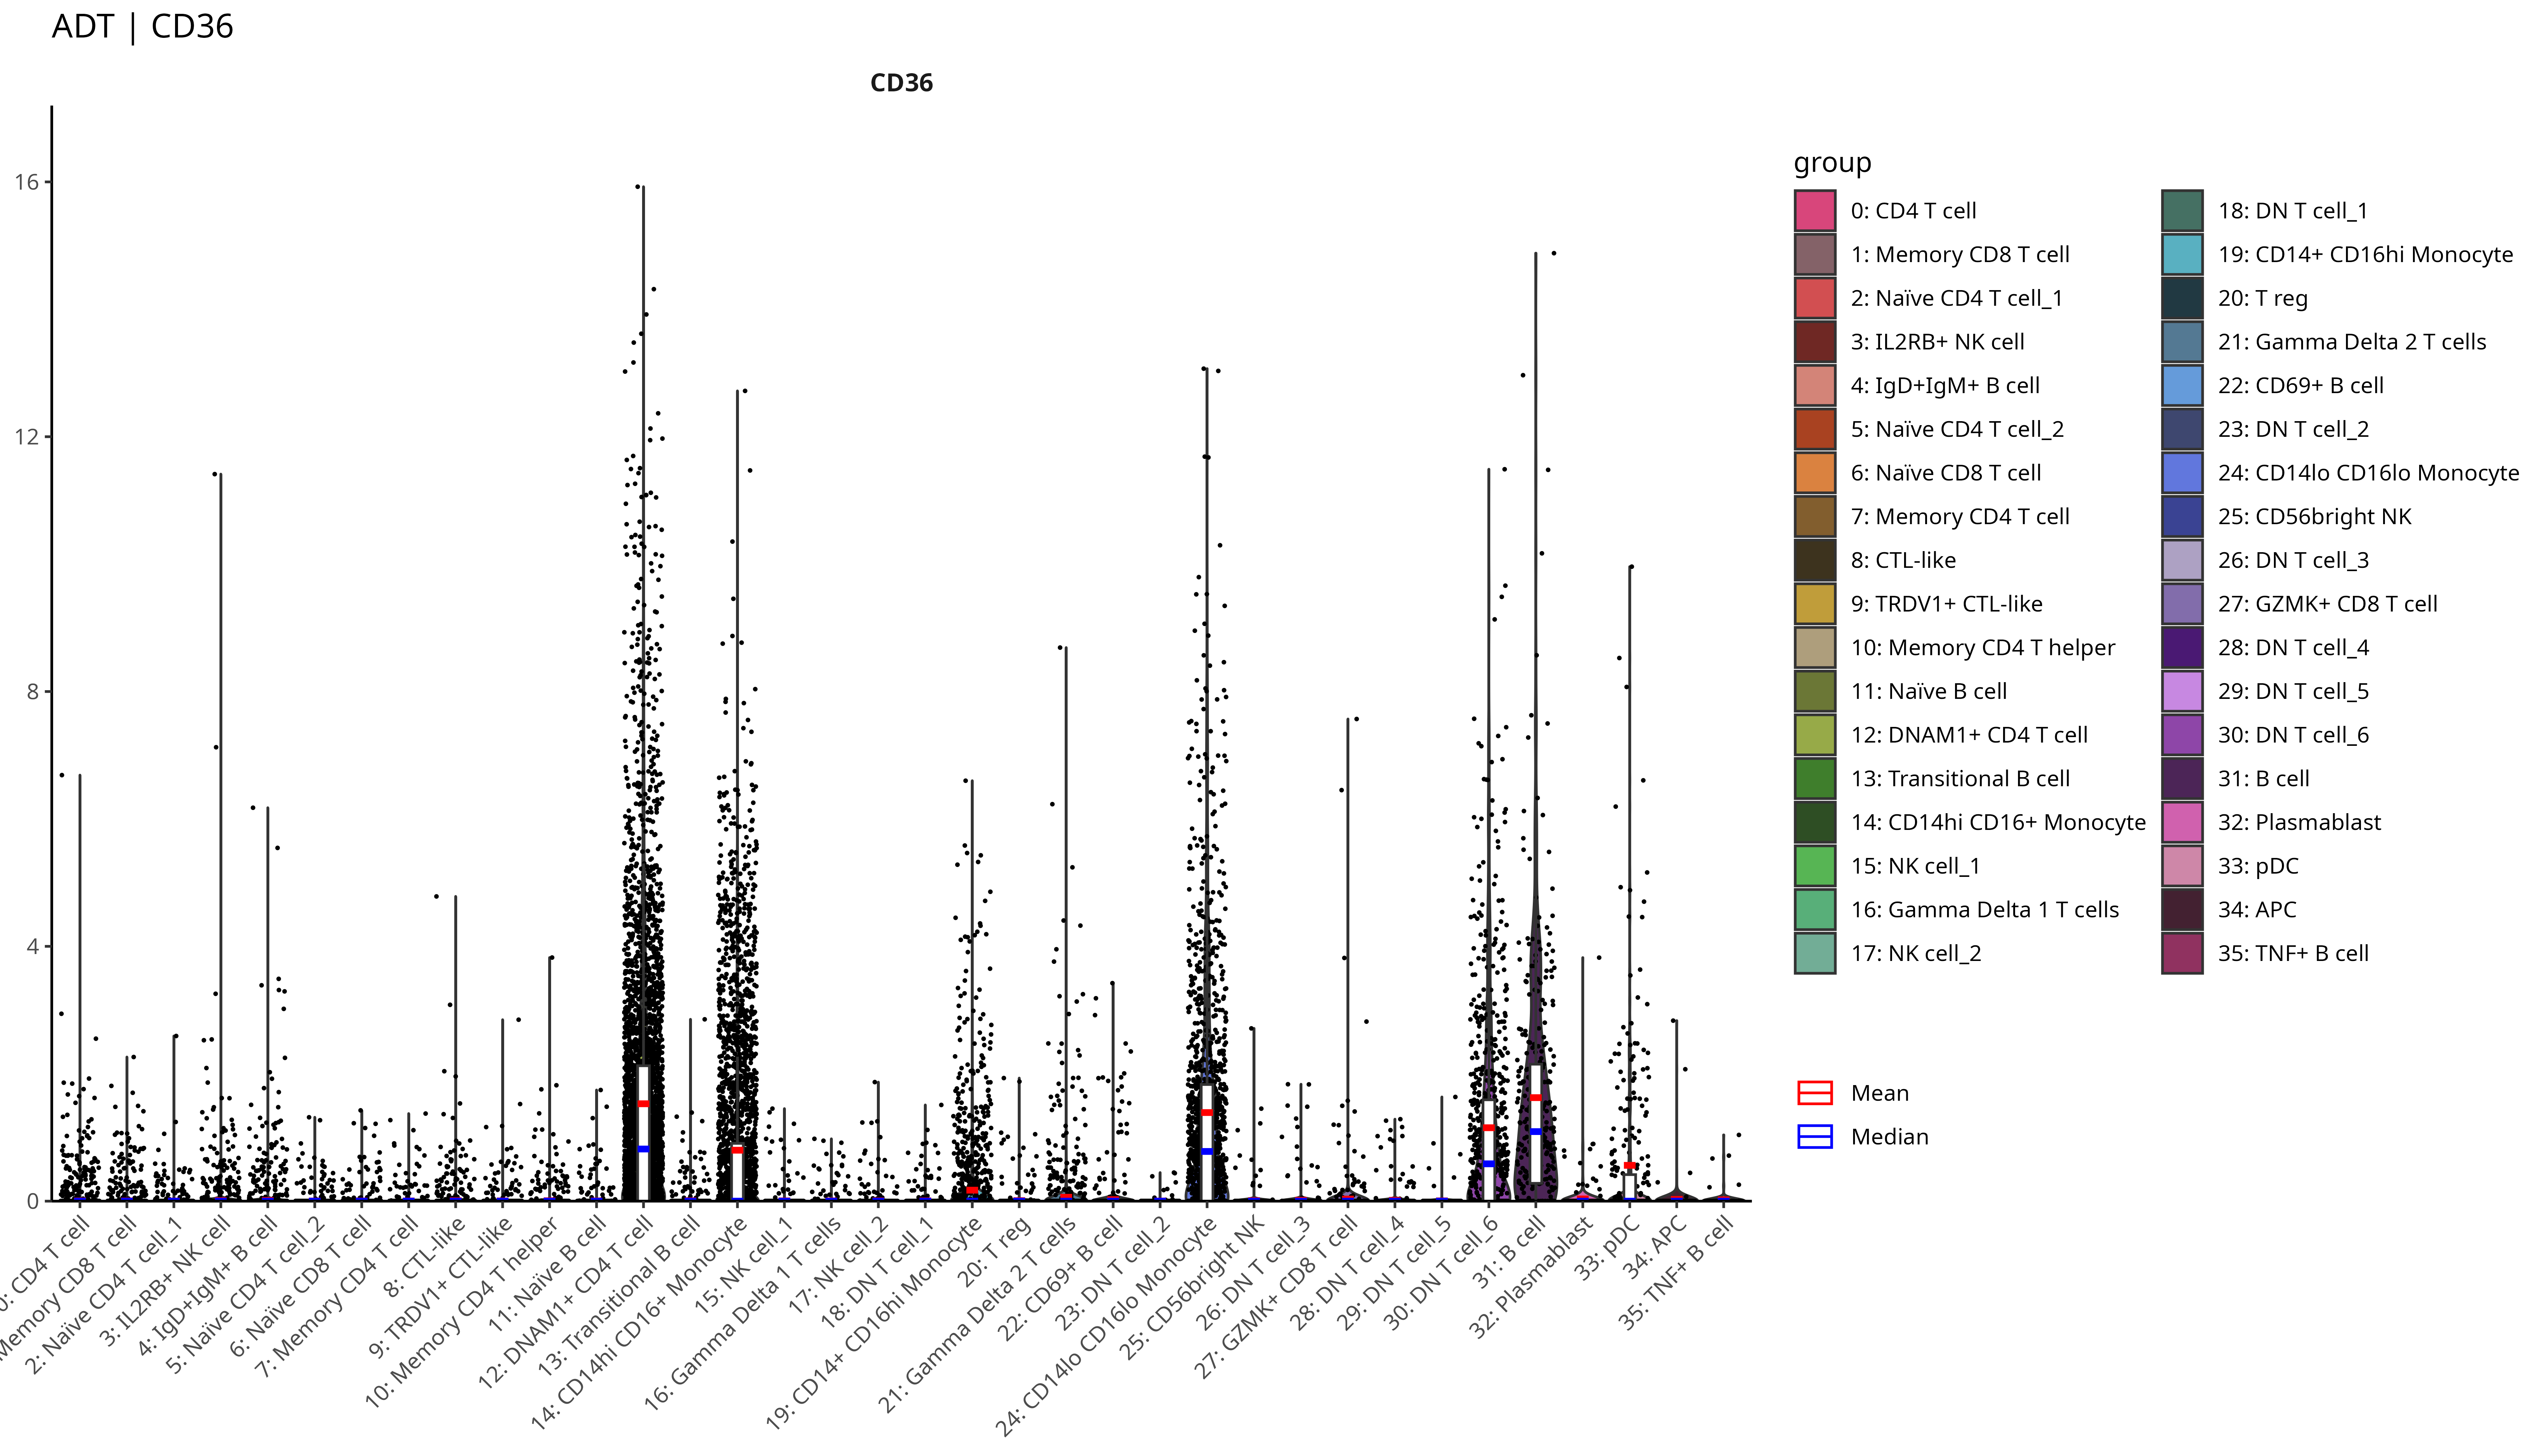 ADT | CD36
CD36
16
12
8
4
0
0: CD4 T cell
Memory CD8 T cell
2: Naïve CD4 T cell_1
3: IL2RB+ NK cell
4: IgD+IgM+ B cell
5: Naïve CD4 T cell_2
6: Naïve CD8 T cell
7: Memory CD4 T cell
8: CTL-like
9: TRDV1+ CTL-like
10: Memory CD4 T helper
11: Naïve B cell
12: DNAM1+ CD4 T cell
13: Transitional B cell
14: CD14hi CD16+ Monocyte
15: NK cell_1
16: Gamma Delta 1 T cells
17: NK cell_2
18: DN T cell_1
19: CD14+ CD16hi Monocyte
20: T reg
21: Gamma Delta 2 T cells
22: CD69+ B cell
23: DN T cell_2
24: CD14lo CD16lo Monocyte
25: CD56bright NK
26: DN T cell_3
27: GZMK+ CD8 T cell
28: DN T cell_4
29: DN T cell_5
30: DN T cell_6
31: B cell
32: Plasmablast
33: pDC
34: APC
35: TNF+ B cell
group
0: CD4 T cell
1: Memory CD8 T cell
2: Naïve CD4 T cell_1
3: IL2RB+ NK cell
4: IgD+IgM+ B cell
5: Naïve CD4 T cell_2
6: Naïve CD8 T cell
7: Memory CD4 T cell
8: CTL-like
9: TRDV1+ CTL-like
10: Memory CD4 T helper
11: Naïve B cell
12: DNAM1+ CD4 T cell
13: Transitional B cell
14: CD14hi CD16+ Monocyte
15: NK cell_1
16: Gamma Delta 1 T cells
17: NK cell_2
18: DN T cell_1
19: CD14+ CD16hi Monocyte
20: T reg
21: Gamma Delta 2 T cells
22: CD69+ B cell
23: DN T cell_2
24: CD14lo CD16lo Monocyte
25: CD56bright NK
26: DN T cell_3
27: GZMK+ CD8 T cell
28: DN T cell_4
29: DN T cell_5
30: DN T cell_6
31: B cell
32: Plasmablast
33: pDC
34: APC
35: TNF+ B cell
Mean
Median